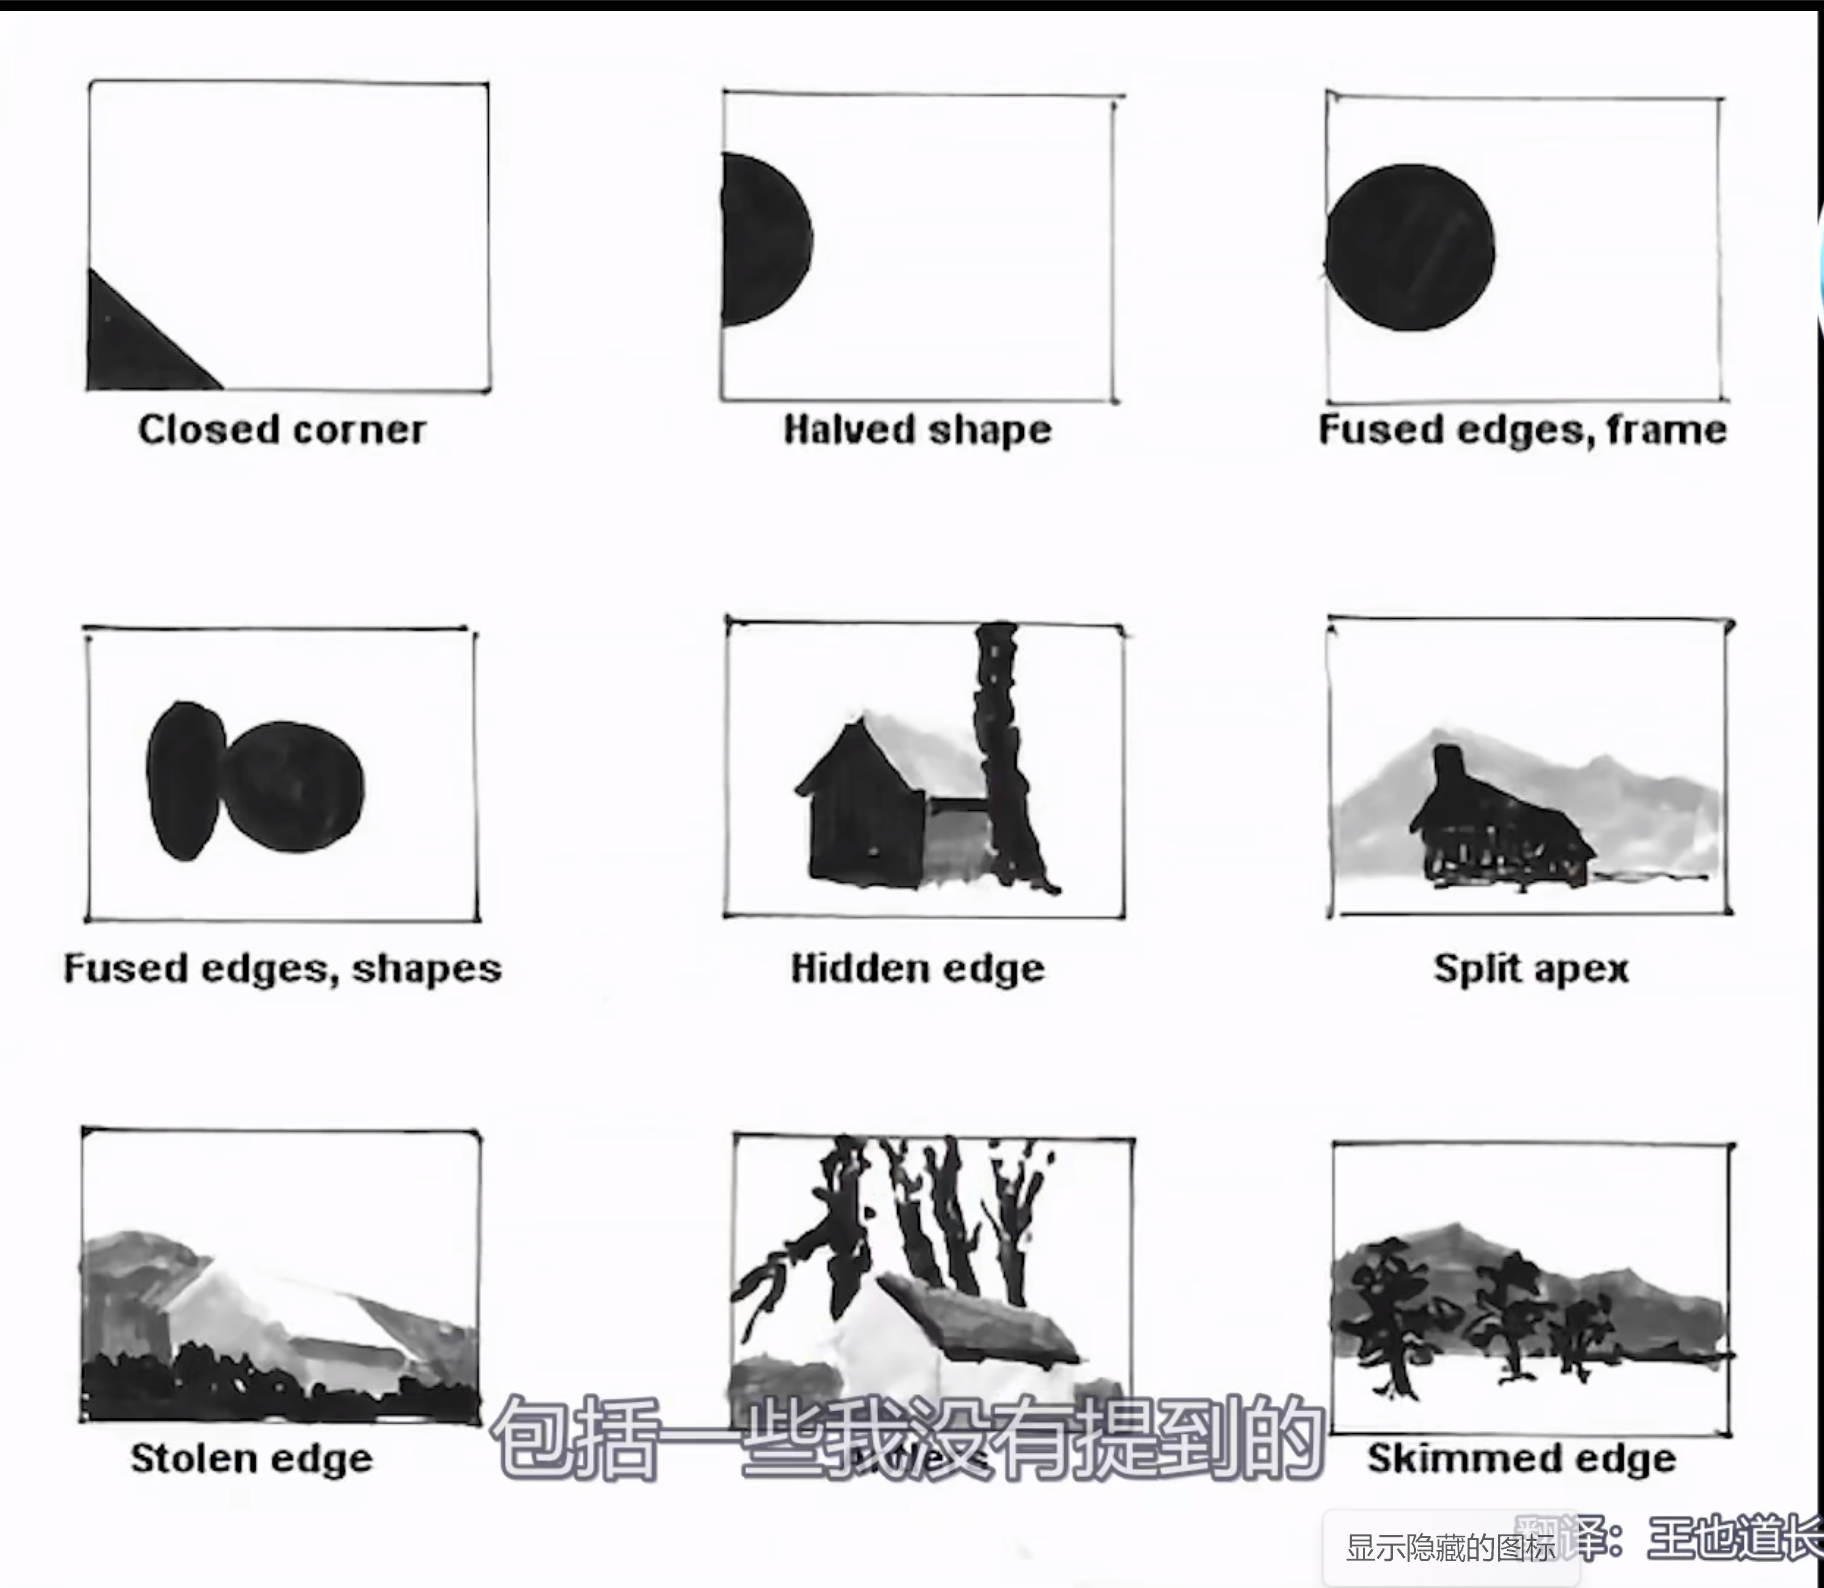 Closed corner
Halved shape
Fused edges, frame
Fused edges, shapes
Hidden edge
Split apex
Stolen edge
包括一些我没有提到的
Skimmed edge
显示隐藏的图标
翻译：王也道长